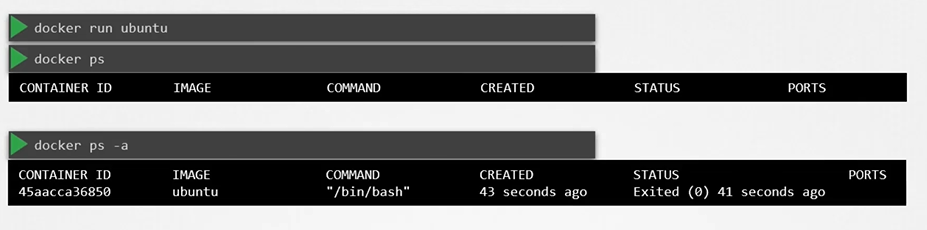 docker run ubuntu
docker ps
CONTAINER ID IMAGE COMMAND CREATED STATUS PORTS
docker ps -a
CONTAINER ID IMAGE COMMAND CREATED STATUS PORTS
45aacca36850 ubuntu "/bin/bash" 43 seconds ago Exited (0) 41 seconds ago